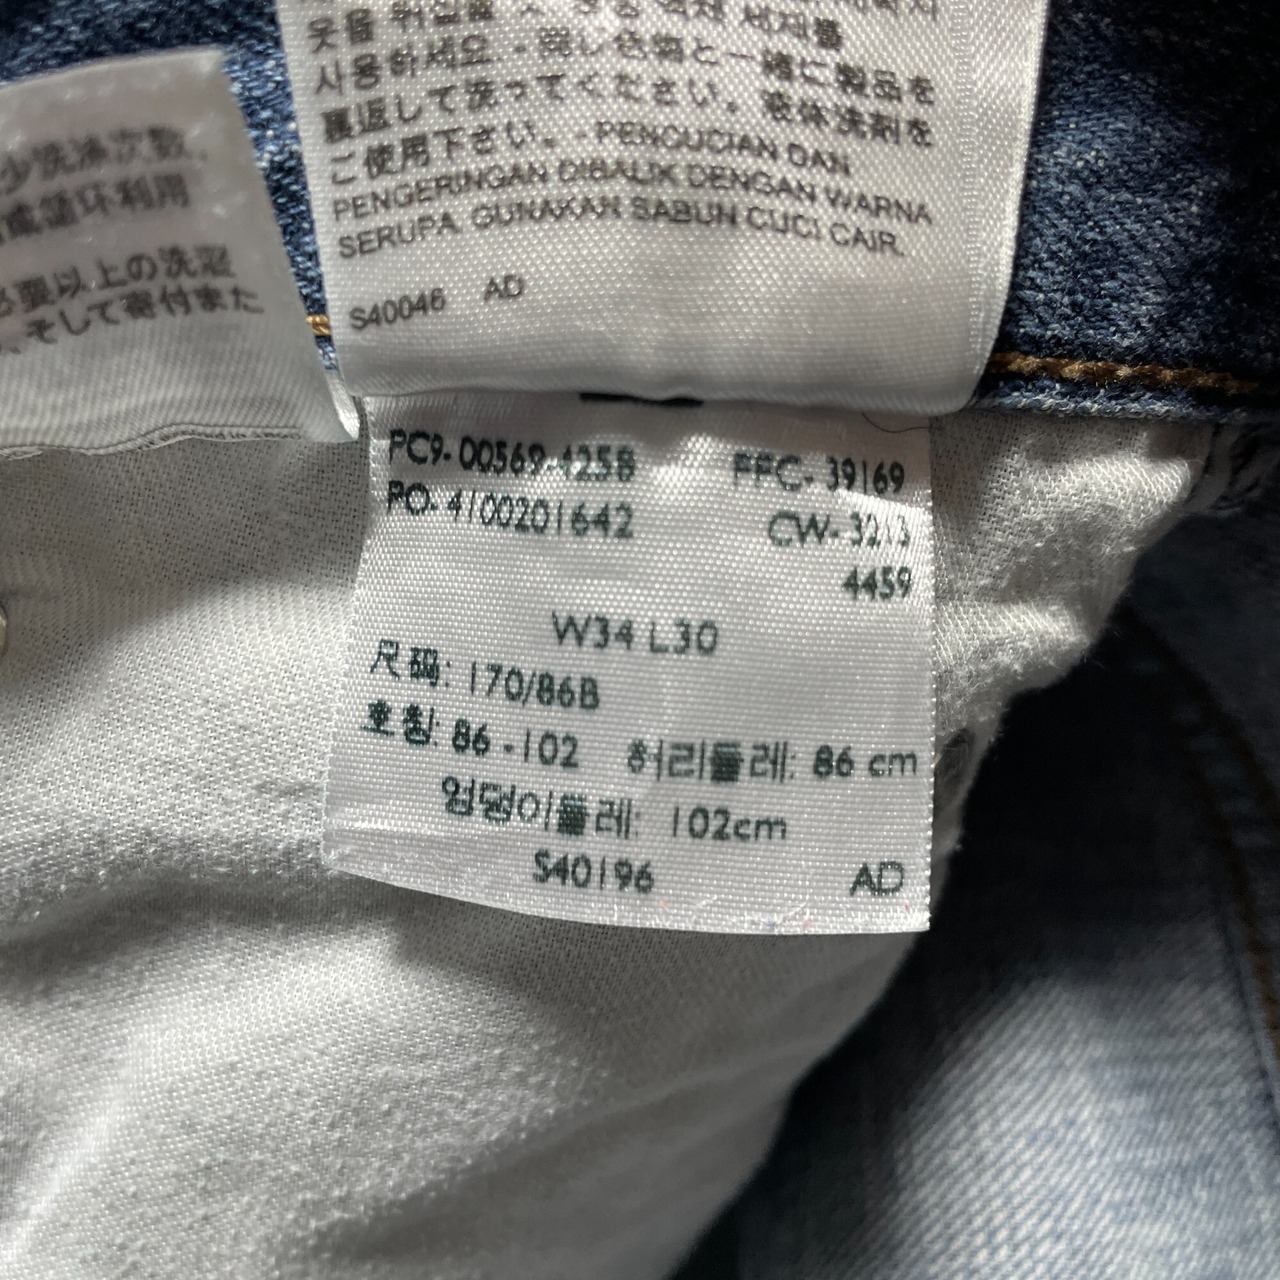 少洗涤次数,
循环利用
必要以上の洗濯
、そして寄付また
사용하세요. - 同じ色物と一緒に製品を
裏返して洗ってください。液体洗剤を
ご使用下さい。 - PENCUCIAN DAN
PENGERINGAN DIBALIK DENGAN WARNA
SERUPA. GUNAKAN SABUN CUCI CAIR.
S40046 AD
PC9- 00569-4258 FFC- 39169
PO- 4100201642 CW- 3213
4459
W34 L30
尺码: 170/86B
호칭: 86 -102 허리둘레: 86 cm
엉덩이둘레: 102cm
S40196 AD